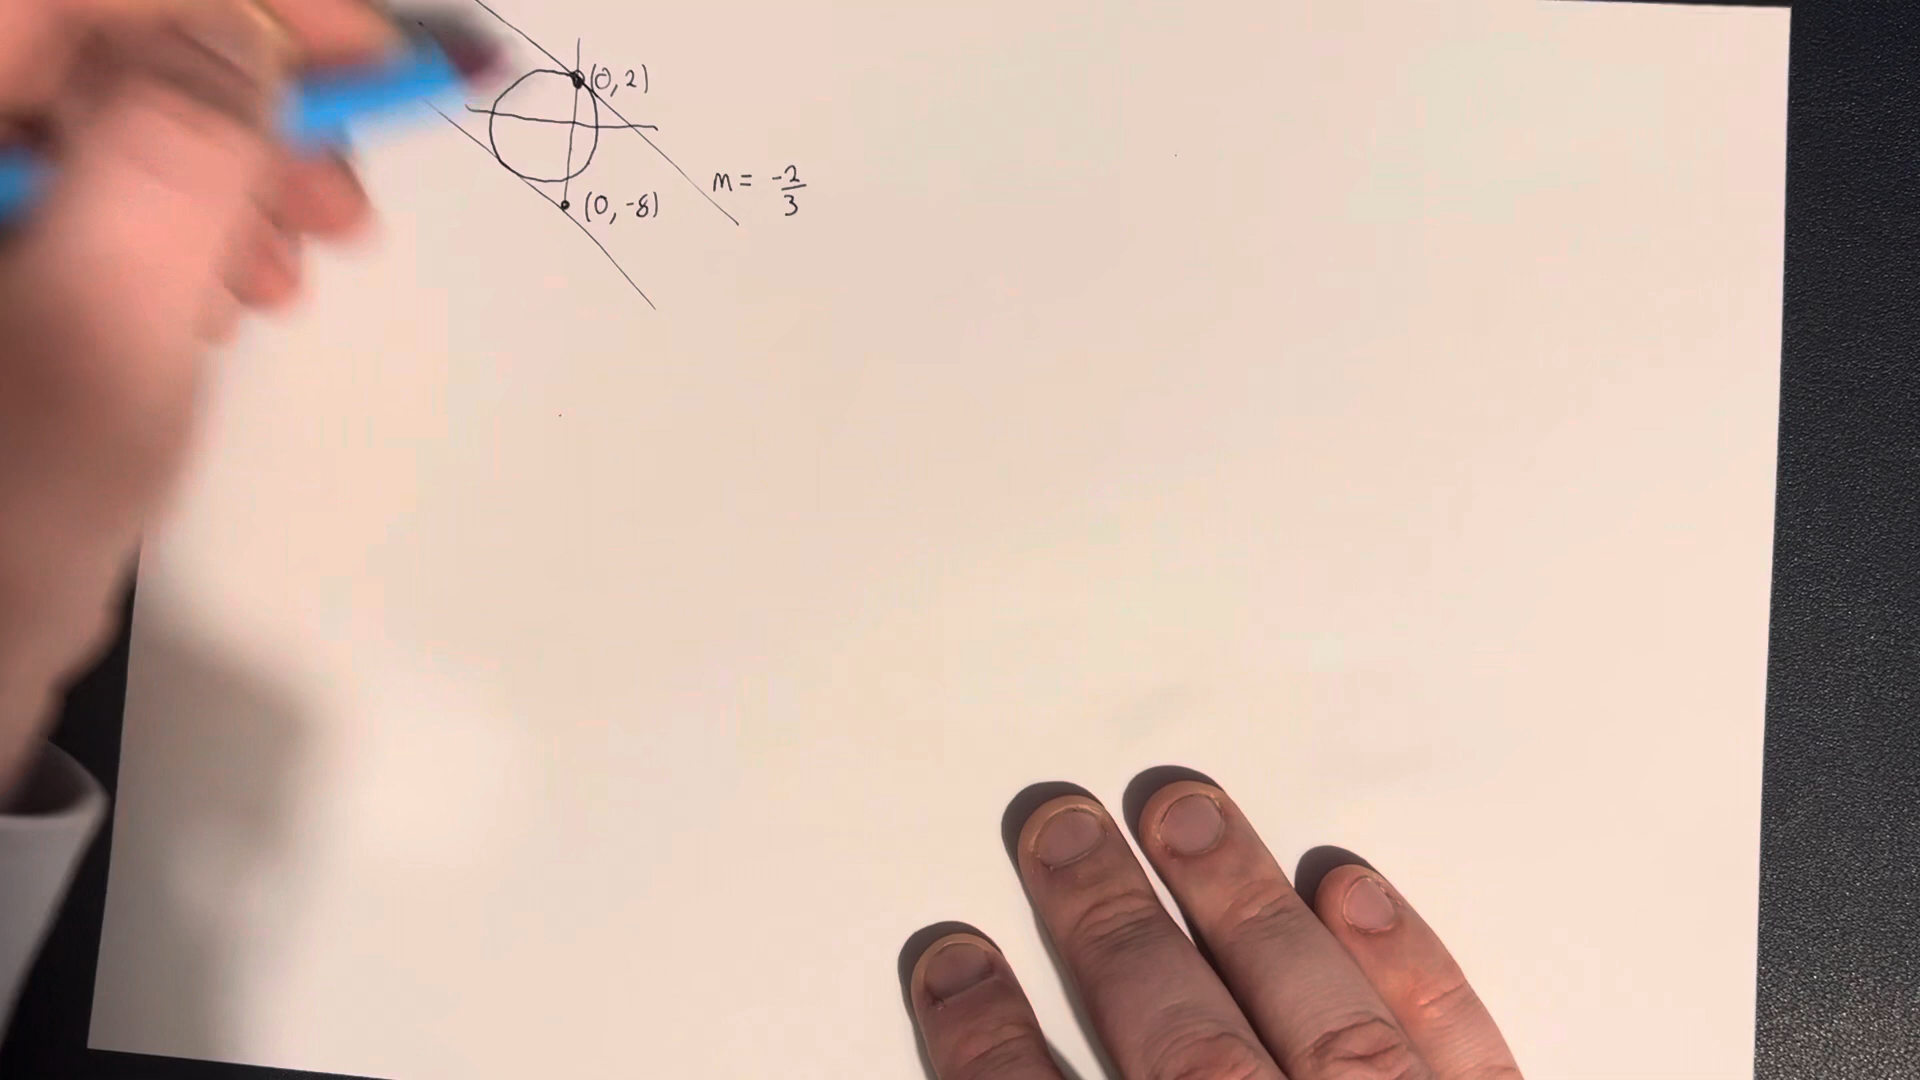 (0,2)
m = -2/3
(0,-8)